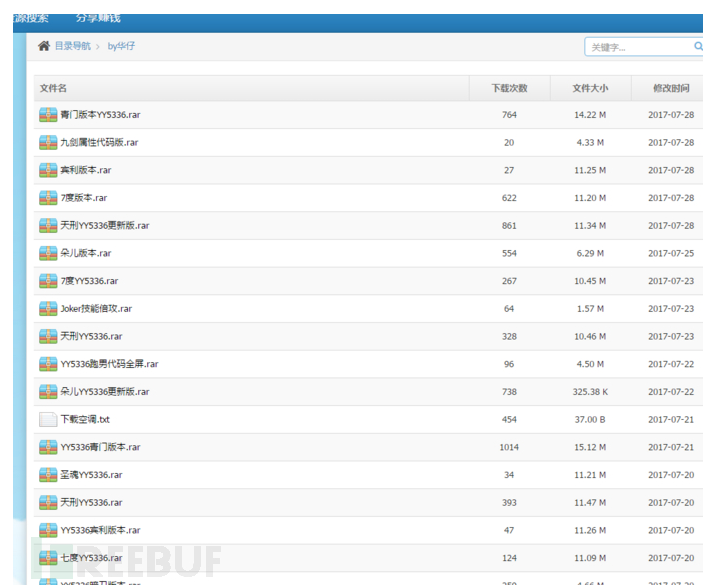 源搜索 分享赚钱
目录导航 > by华仔
关键字...
文件名 下载次数 文件大小 修改时间
青门版本YY5336.rar 764 14.22 M 2017-07-28
九剑属性代码版.rar 20 4.33 M 2017-07-28
宾利版本.rar 27 11.25 M 2017-07-28
7度版本.rar 622 11.20 M 2017-07-28
天刑YY5336更新版.rar 861 11.34 M 2017-07-28
朵儿版本.rar 554 6.29 M 2017-07-25
7度YY5336.rar 267 10.45 M 2017-07-23
Joker技能倍攻.rar 64 1.57 M 2017-07-23
天刑YY5336.rar 328 10.46 M 2017-07-23
YY5336跑男代码全屏.rar 96 4.50 M 2017-07-22
朵儿YY5336更新版.rar 738 325.38 K 2017-07-22
下载空调.txt 454 37.00 B 2017-07-21
YY5336青门版本.rar 1014 15.12 M 2017-07-21
圣魂YY5336.rar 34 11.21 M 2017-07-20
天刑YY5336.rar 393 11.47 M 2017-07-20
YY5336宾利版本.rar 47 11.26 M 2017-07-20
七度YY5336.rar 124 11.09 M 2017-07-20
REEBUF